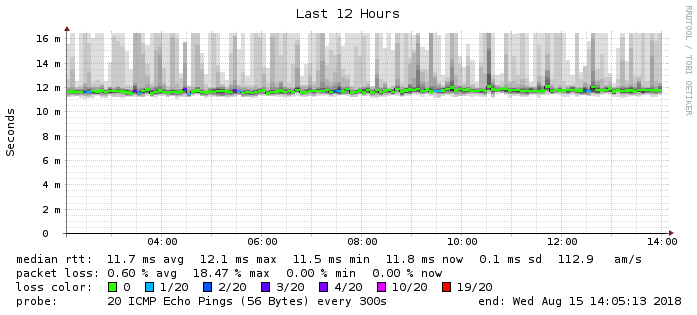 Last 12 Hours
RRDTOOL / TOBI OETIKER
Seconds
16 m
14 m
12 m
10 m
8 m
6 m
4 m
2 m
0
04:00 06:00 08:00 10:00 12:00 14:00
median rtt: 11.7 ms avg 12.1 ms max 11.5 ms min 11.8 ms now 0.1 ms sd 112.9 am/s
packet loss: 0.60 % avg 18.47 % max 0.00 % min 0.00 % now
loss color: 0 1/20 2/20 3/20 4/20 10/20 19/20
probe: 20 ICMP Echo Pings (56 Bytes) every 300s end: Wed Aug 15 14:05:13 2018